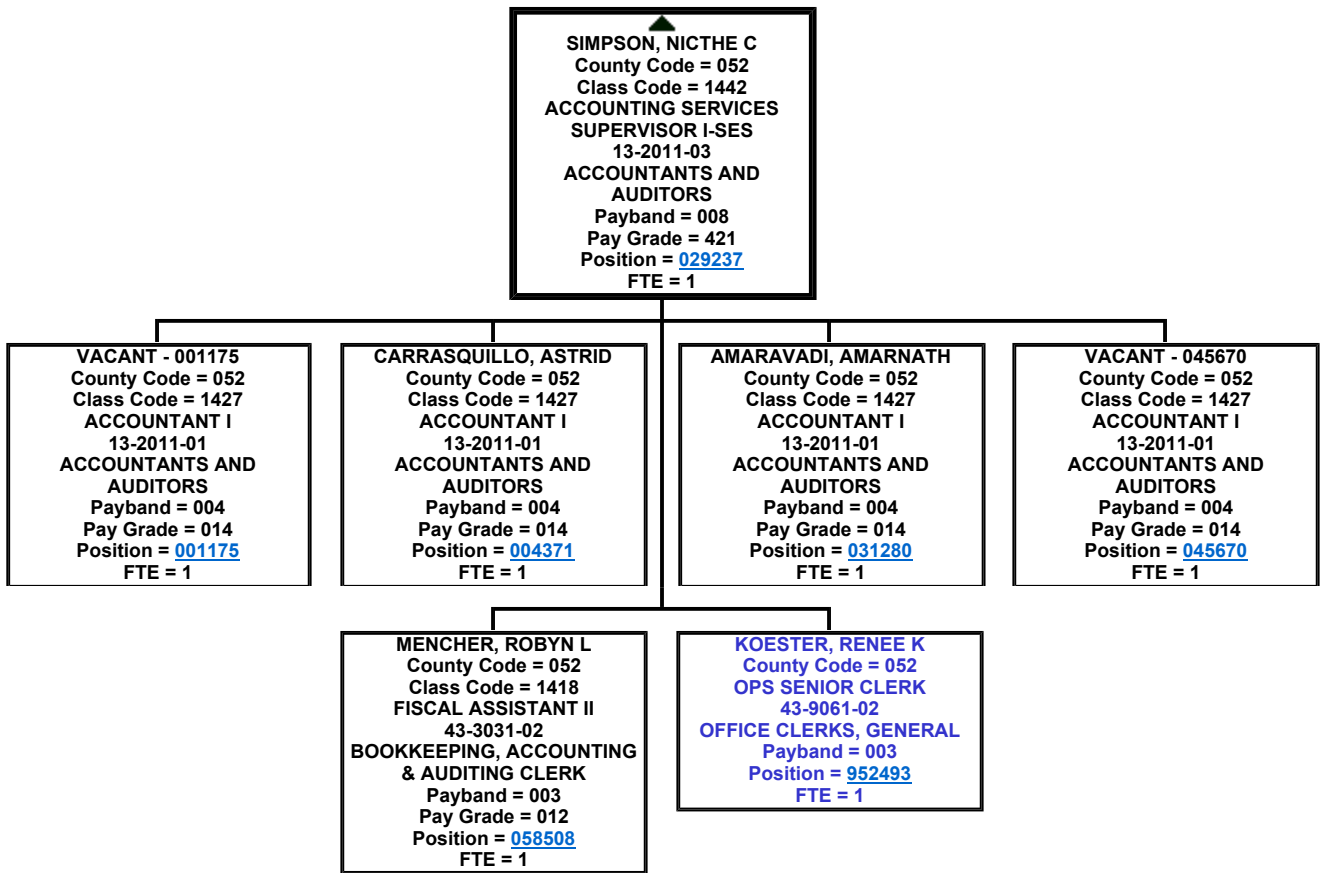 SIMPSON, NICTHE C
County Code = 052
Class Code = 1442
ACCOUNTING SERVICES
SUPERVISOR I-SES
13-2011-03
ACCOUNTANTS AND
AUDITORS
Payband = 008
Pay Grade = 421
Position = 029237
FTE = 1
VACANT - 001175
County Code = 052
Class Code = 1427
ACCOUNTANT I
13-2011-01
ACCOUNTANTS AND
AUDITORS
Payband = 004
Pay Grade = 014
Position = 001175
FTE = 1
CARRASQUILLO, ASTRID
County Code = 052
Class Code = 1427
ACCOUNTANT I
13-2011-01
ACCOUNTANTS AND
AUDITORS
Payband = 004
Pay Grade = 014
Position = 004371
FTE = 1
AMARAVADI, AMARNATH
County Code = 052
Class Code = 1427
ACCOUNTANT I
13-2011-01
ACCOUNTANTS AND
AUDITORS
Payband = 004
Pay Grade = 014
Position = 031280
FTE = 1
VACANT - 045670
County Code = 052
Class Code = 1427
ACCOUNTANT I
13-2011-01
ACCOUNTANTS AND
AUDITORS
Payband = 004
Pay Grade = 014
Position = 045670
FTE = 1
MENCHER, ROBYN L
County Code = 052
Class Code = 1418
FISCAL ASSISTANT II
43-3031-02
BOOKKEEPING, ACCOUNTING
& AUDITING CLERK
Payband = 003
Pay Grade = 012
Position = 058508
FTE = 1
KOESTER, RENEE K
County Code = 052
OPS SENIOR CLERK
43-9061-02
OFFICE CLERKS, GENERAL
Payband = 003
Position = 952493
FTE = 1